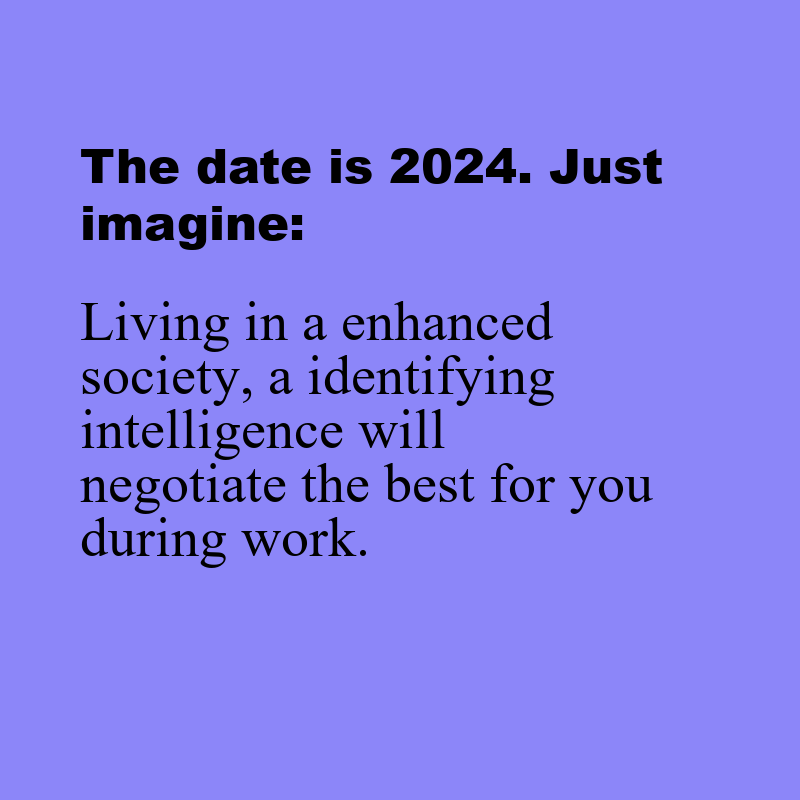 The date is 2024. Just
imagine:
Living in a enhanced
society, a identifying
intelligence will
negotiate the best for you
during work.